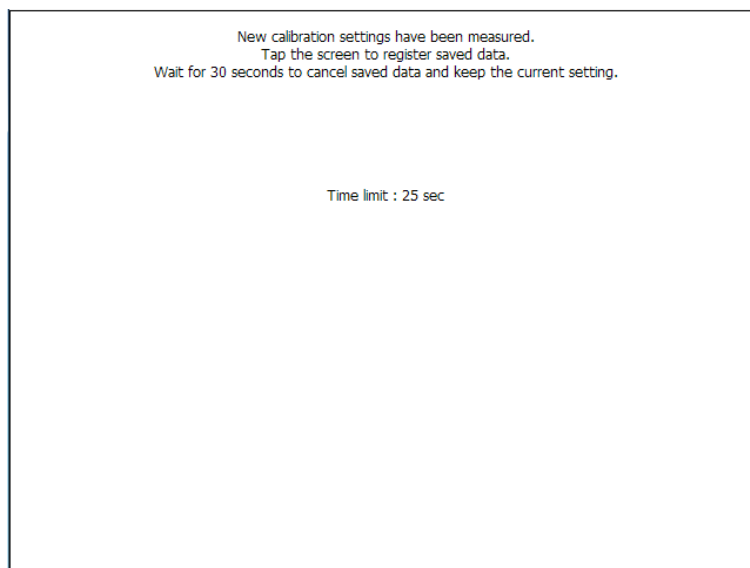 New calibration settings have been measured.
Tap the screen to register saved data.
Wait for 30 seconds to cancel saved data and keep the current setting.
Time limit : 25 sec